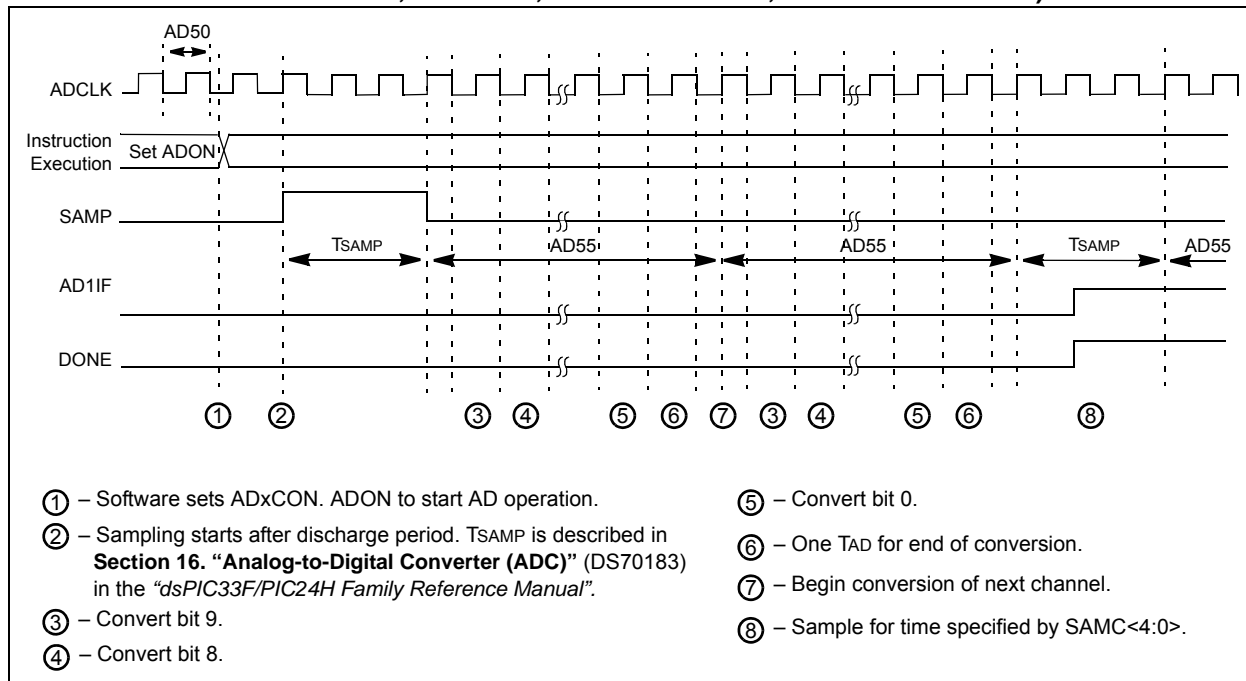 AD50
ADCLK
Instruction
Execution
Set ADON
SAMP
TSAMP
AD55
AD55
TSAMP
AD55
AD1IF
DONE
1 2 3 4 5 6 7 3 4 5 6 8
1 – Software sets ADxCON. ADON to start AD operation.
2 – Sampling starts after discharge period. TSAMP is described in
Section 16. “Analog-to-Digital Converter (ADC)” (DS70183)
in the “dsPIC33F/PIC24H Family Reference Manual”.
3 – Convert bit 9.
4 – Convert bit 8.
5 – Convert bit 0.
6 – One TAD for end of conversion.
7 – Begin conversion of next channel.
8 – Sample for time specified by SAMC<4:0>.